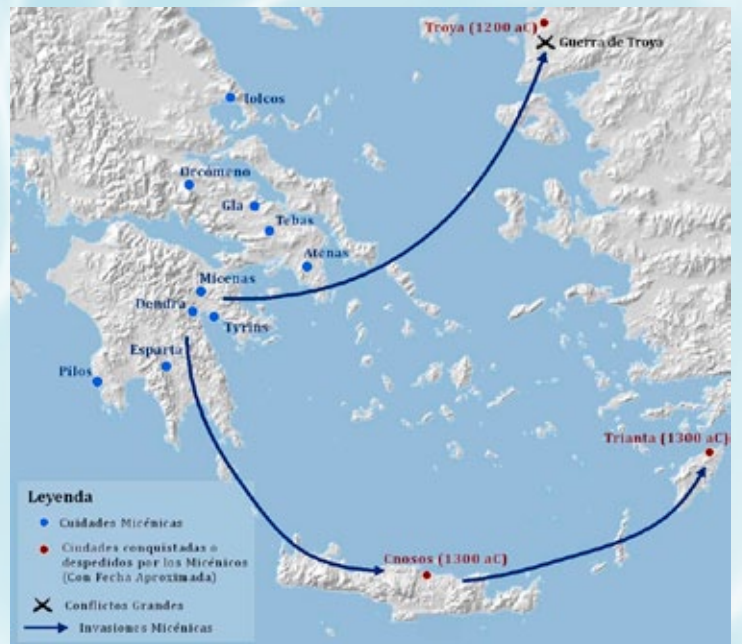 Troya (1200 aC)
Guerra de Troya
Iolcos
Orcómeno
Gla
Tebas
Atenas
Micenas
Dendra
Tyrins
Esparta
Pilos
Trianta (1300 aC)
Cnosos (1300 aC)
Leyenda
Cuidades Micénicas
Ciudades conquistadas o
despedidos por los Micénicos
(Con Fecha Aproximada)
Conflictos Grandes
Invasiones Micénicas